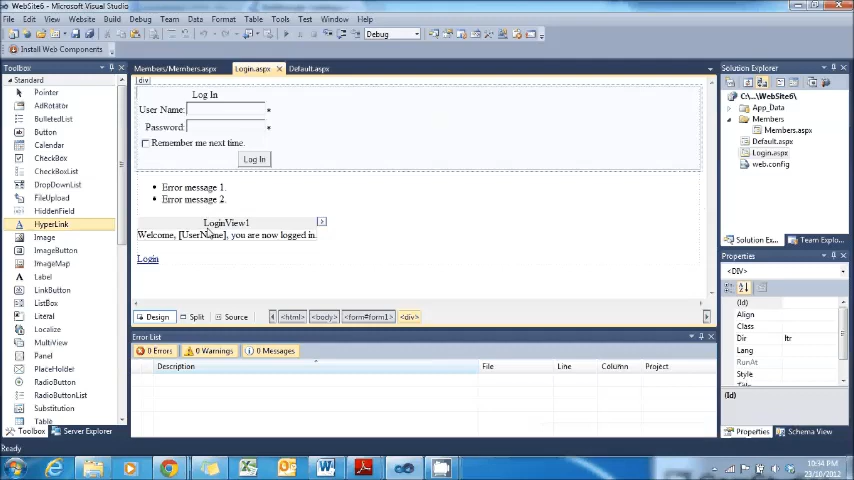 WebSite6 - Microsoft Visual Studio
File Edit View Website Build Debug Team Data Format Table Tools Test Window Help
Debug
Install Web Components
Toolbox
Standard
Pointer
AdRotator
BulletedList
Button
Calendar
CheckBox
CheckBoxList
DropDownList
FileUpload
HiddenField
HyperLink
Image
ImageButton
ImageMap
Label
LinkButton
ListBox
Literal
Localize
MultiView
Panel
PlaceHolder
RadioButton
RadioButtonList
Substitution
Table
Toolbox Server Explorer
Members/Members.aspx Login.aspx Default.aspx
div
Log In
User Name: *
Password: *
Remember me next time.
Log In
Error message 1.
Error message 2.
LoginView1
Welcome, [UserName], you are now logged in.
Login
Design Split Source <html> <body> <form#form1> <div>
Error List
0 Errors 0 Warnings 0 Messages
Description File Line Column Project
Solution Explorer
C:\...\WebSite6\
App_Data
Members
Members.aspx
Default.aspx
Login.aspx
web.config
Solution Ex... Team Explor...
Properties
<DIV>
(Id)
Align
Class
Dir ltr
Lang
RunAt
Style
Title
(Id)
Properties Schema View
Ready
10:34 PM
23/10/2012